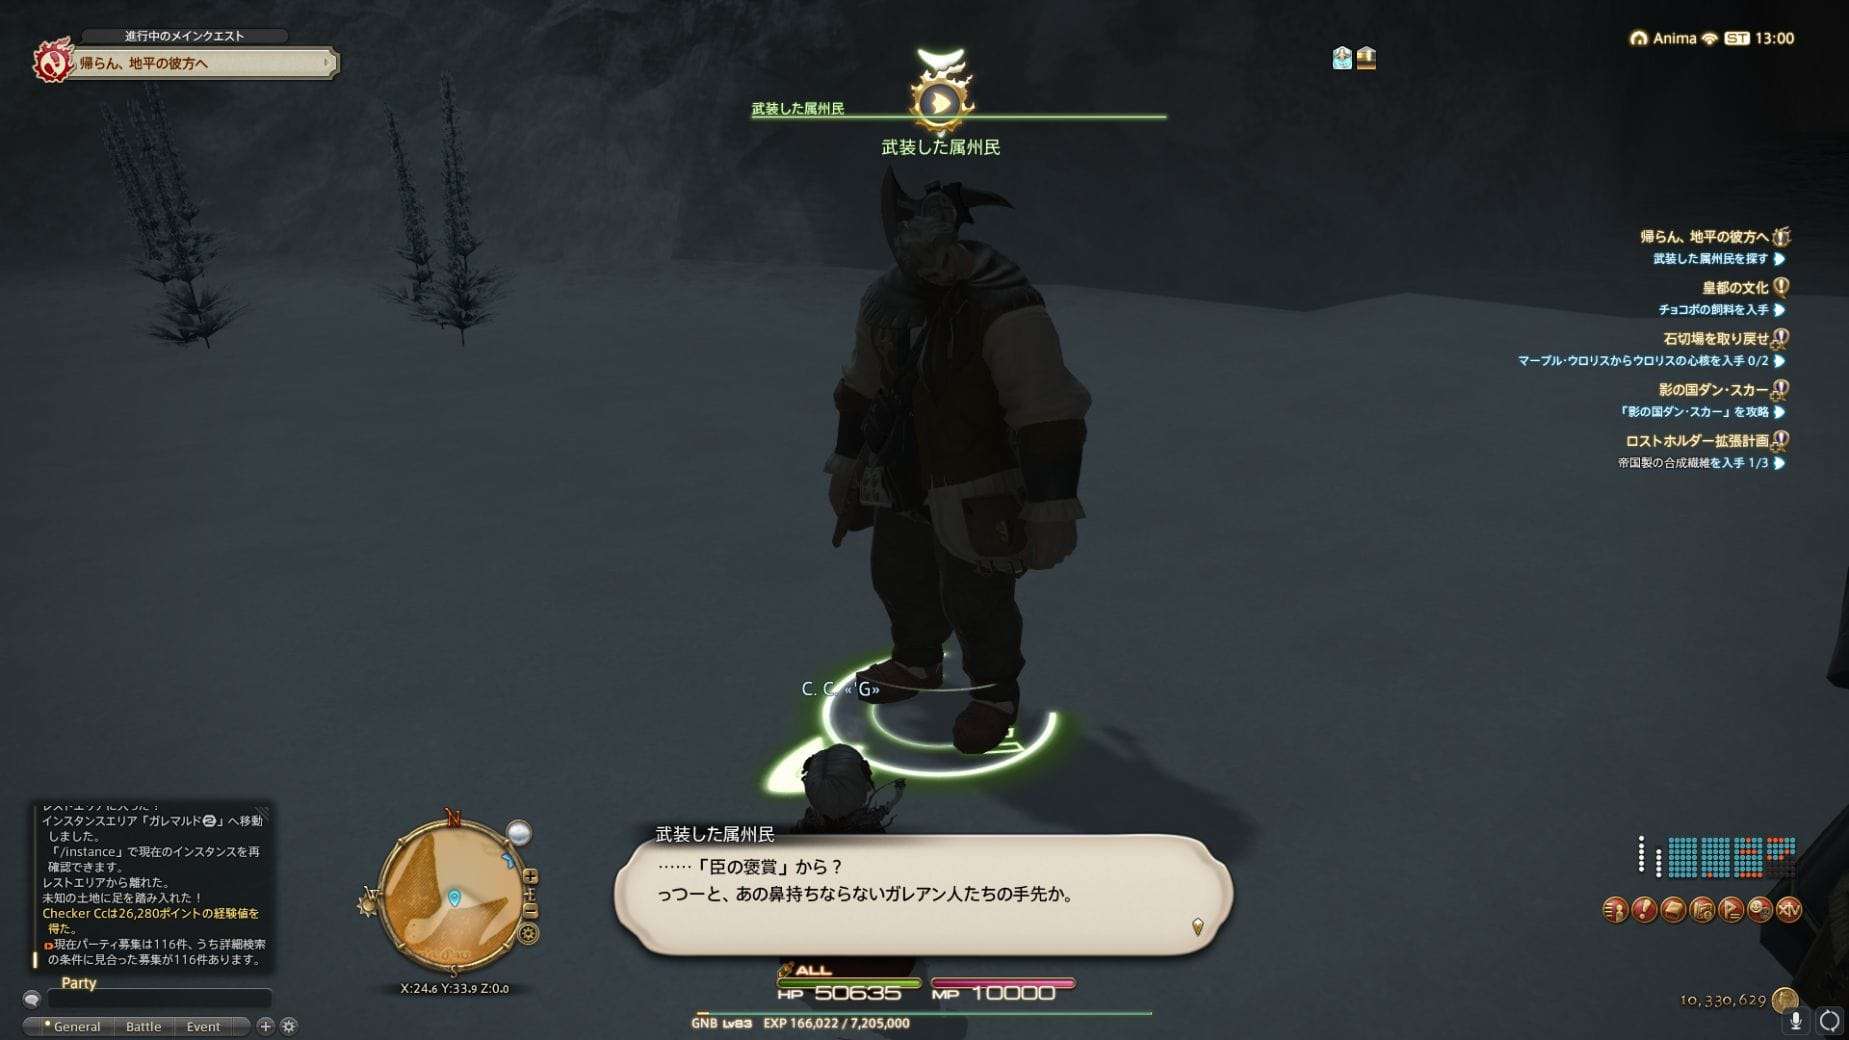 進行中のメインクエスト
帰らん、地平の彼方へ
武装した属州民
武装した属州民
Anima ST 13:00
帰らん、地平の彼方へ
武装した属州民を探す
皇都の文化
チョコボの飼料を入手
石切場を取り戻せ
マーブル・ウロリスからウロリスの心核を入手 0/2
影の国ダン・スカー
「影の国ダン・スカー」を攻略
ロストホルダー拡張計画
帝国製の合成繊維を入手 1/3
C. C. «'G»
レストエリアに入った！
インスタンスエリア「ガレマルド2」へ移動
しました。
「/instance」で現在のインスタンスを再
確認できます。
レストエリアから離れた。
未知の土地に足を踏み入れた！
Checker Ccは26,280ポイントの経験値を
得た。
現在パーティ募集は116件、うち詳細検索
の条件に見合った募集が116件あります。
Party
General Battle Event
N
S
X:24.6 Y:33.9 Z:0.0
武装した属州民
……「臣の褒賞」から？
っつーと、あの鼻持ちならないガレアン人たちの手先か。
ALL
HP 50635 MP 10000
GNB Lv83 EXP 166,022 / 7,205,000
XIV
10,330,629